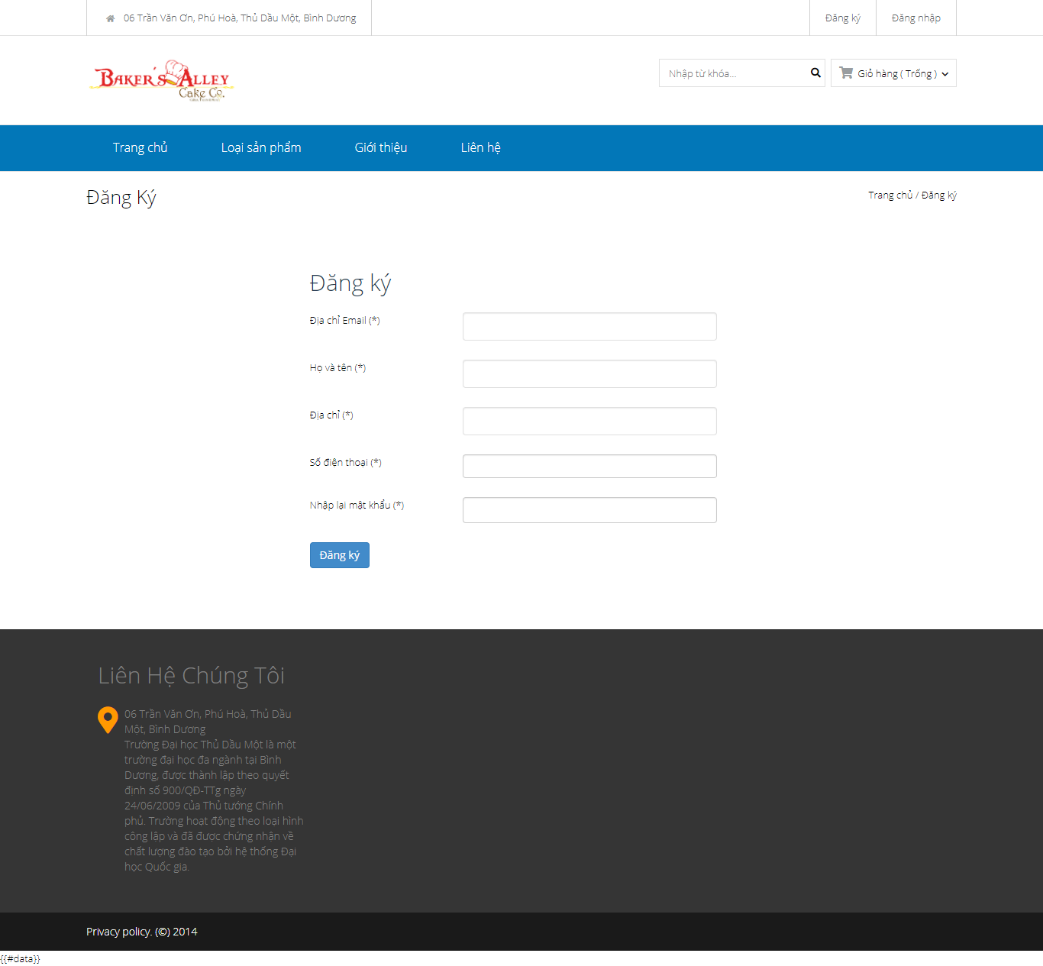 06 Trần Văn Ơn, Phú Hoà, Thủ Dầu Một, Bình Dương
Đăng ký
Đăng nhập
BAKER'S ALLEY
Cake Co.
Nhập từ khóa...
Giỏ hàng ( Trống )
Trang chủ
Loại sản phẩm
Giới thiệu
Liên hệ
Đăng Ký
Trang chủ / Đăng ký
Đăng ký
Địa chỉ Email (*)
Họ và tên (*)
Địa chỉ (*)
Số điện thoại (*)
Nhập lại mật khẩu (*)
Đăng ký
Liên Hệ Chúng Tôi
06 Trần Văn Ơn, Phú Hoà, Thủ Dầu
Một, Bình Dương
Trường Đại học Thủ Dầu Một là một
trường đại học đa ngành tại Bình
Dương, được thành lập theo quyết
định số 900/QĐ-TTg ngày
24/06/2009 của Thủ tướng Chính
phủ. Trường hoạt động theo loại hình
công lập và đã được chứng nhận về
chất lượng đào tạo bởi hệ thống Đại
học Quốc gia.
Privacy policy. (©) 2014
{{#data}}